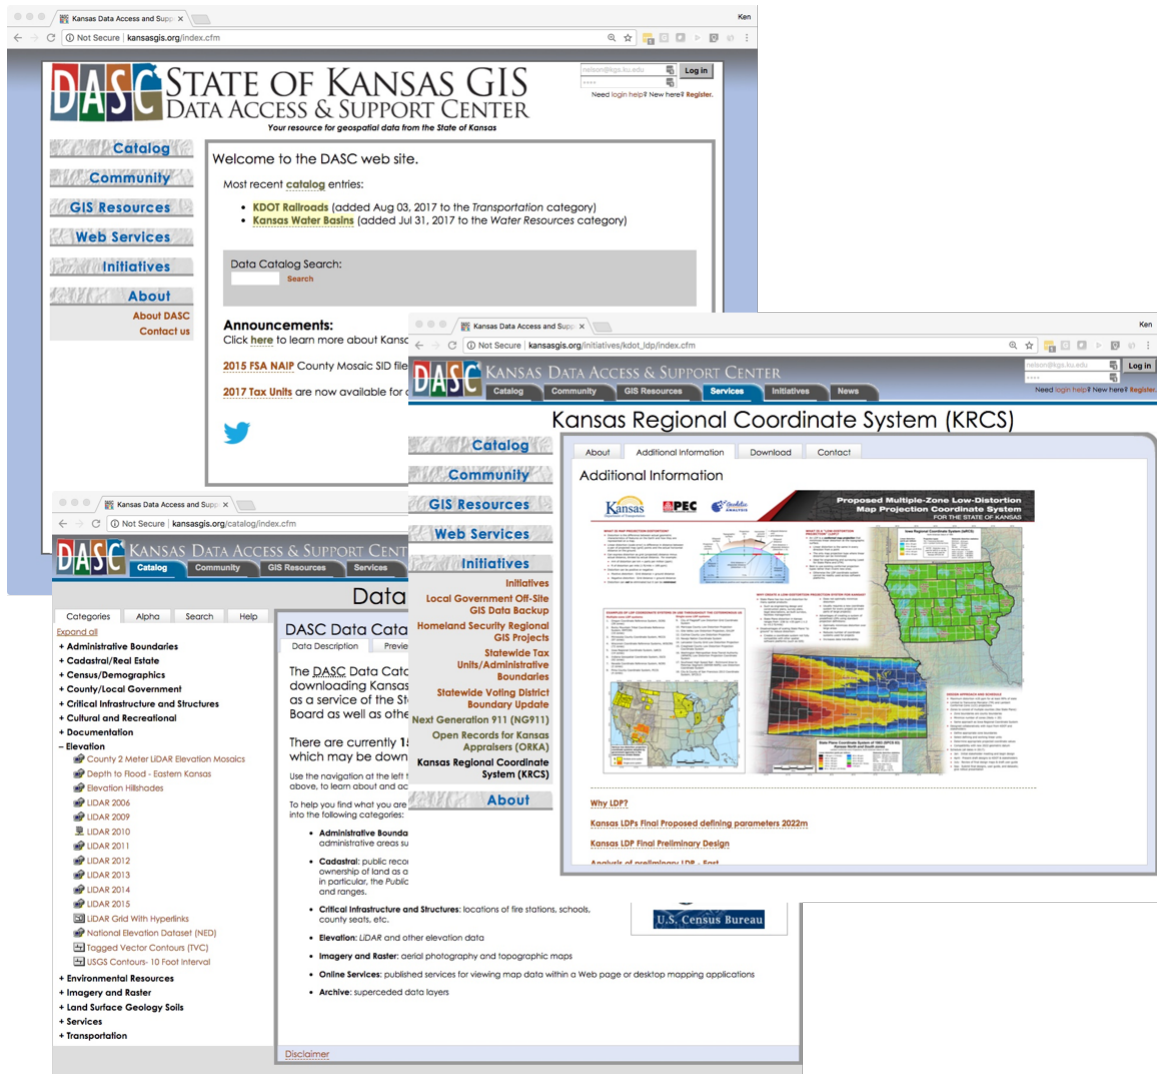 Kansas Data Access and Supp
Ken
Not Secure | kansasgis.org/index.cfm
DASC STATE OF KANSAS GIS
DATA ACCESS & SUPPORT CENTER
Your resource for geospatial data from the State of Kansas
nelson@kgs.ku.edu
Log in
Need login help? New here? Register.
Catalog
Community
GIS Resources
Web Services
Initiatives
About
About DASC
Contact us
Welcome to the DASC web site.
Most recent catalog entries:
• KDOT Railroads (added Aug 03, 2017 to the Transportation category)
• Kansas Water Basins (added Jul 31, 2017 to the Water Resources category)
Data Catalog Search:
Search
Announcements:
Click here to learn more about Kansc
2015 FSA NAIP County Mosaic SID file
2017 Tax Units are now available for
Kansas Data Access and Supp
Ken
Not Secure | kansasgis.org/initiatives/kdot_ldp/index.cfm
DASC KANSAS DATA ACCESS & SUPPORT CENTER
Catalog Community GIS Resources Services Initiatives News
nelson@kgs.ku.edu
Log in
Need login help? New here? Register.
Kansas Regional Coordinate System (KRCS)
Catalog
Community
GIS Resources
Web Services
Initiatives
Initiatives
Local Government Off-Site
GIS Data Backup
Homeland Security Regional
GIS Projects
Statewide Tax
Units/Administrative
Boundaries
Statewide Voting District
Boundary Update
Next Generation 911 (NG911)
Open Records for Kansas
Appraisers (ORKA)
Kansas Regional Coordinate
System (KRCS)
About
About Additional Information Download Contact
Additional Information
Kansas
PEC
Geodetic
ANALYSIS
Proposed Multiple-Zone Low-Distortion
Map Projection Coordinate System
FOR THE STATE OF KANSAS
Why LDP?
Kansas LDPs Final Proposed defining parameters 2022m
Kansas LDP Final Preliminary Design
Analysis of preliminary LDP - East
Kansas Data Access and Supp
Not Secure | kansasgis.org/catalog/index.cfm
DASC KANSAS DATA ACCESS & SUPPORT CENT
Catalog Community GIS Resources Services
Data
Categories Alpha Search Help
Expand all
+ Administrative Boundaries
+ Cadastral/Real Estate
+ Census/Demographics
+ County/Local Government
+ Critical Infrastructure and Structures
+ Cultural and Recreational
+ Documentation
– Elevation
County 2 Meter LiDAR Elevation Mosaics
Depth to Flood - Eastern Kansas
Elevation Hillshades
LiDAR 2006
LiDAR 2009
LiDAR 2010
LiDAR 2011
LiDAR 2012
LiDAR 2013
LiDAR 2014
LiDAR 2015
LiDAR Grid With Hyperlinks
National Elevation Dataset (NED)
Tagged Vector Contours (TVC)
USGS Contours- 10 Foot Interval
+ Environmental Resources
+ Imagery and Raster
+ Land Surface Geology Soils
+ Services
+ Transportation
DASC Data Cata
Data Description Previe
The DASC Data Catc
downloading Kansas
as a service of the St
Board as well as othe
There are currently 15
which may be down
Use the navigation at the left t
above, to learn about and ac
To help you find what you are
into the following categories:
• Administrative Bounda
administrative areas su
• Cadastral: public reco
ownership of land as a
in particular, the Public
and ranges.
• Critical Infrastructure and Structures: locations of fire stations, schools,
county seats, etc.
• Elevation: LiDAR and other elevation data
• Imagery and Raster: aerial photography and topographic maps
• Online Services: published services for viewing map data within a Web page or desktop mapping applications
• Archive: superceded data layers
U.S. Census Bureau
Disclaimer